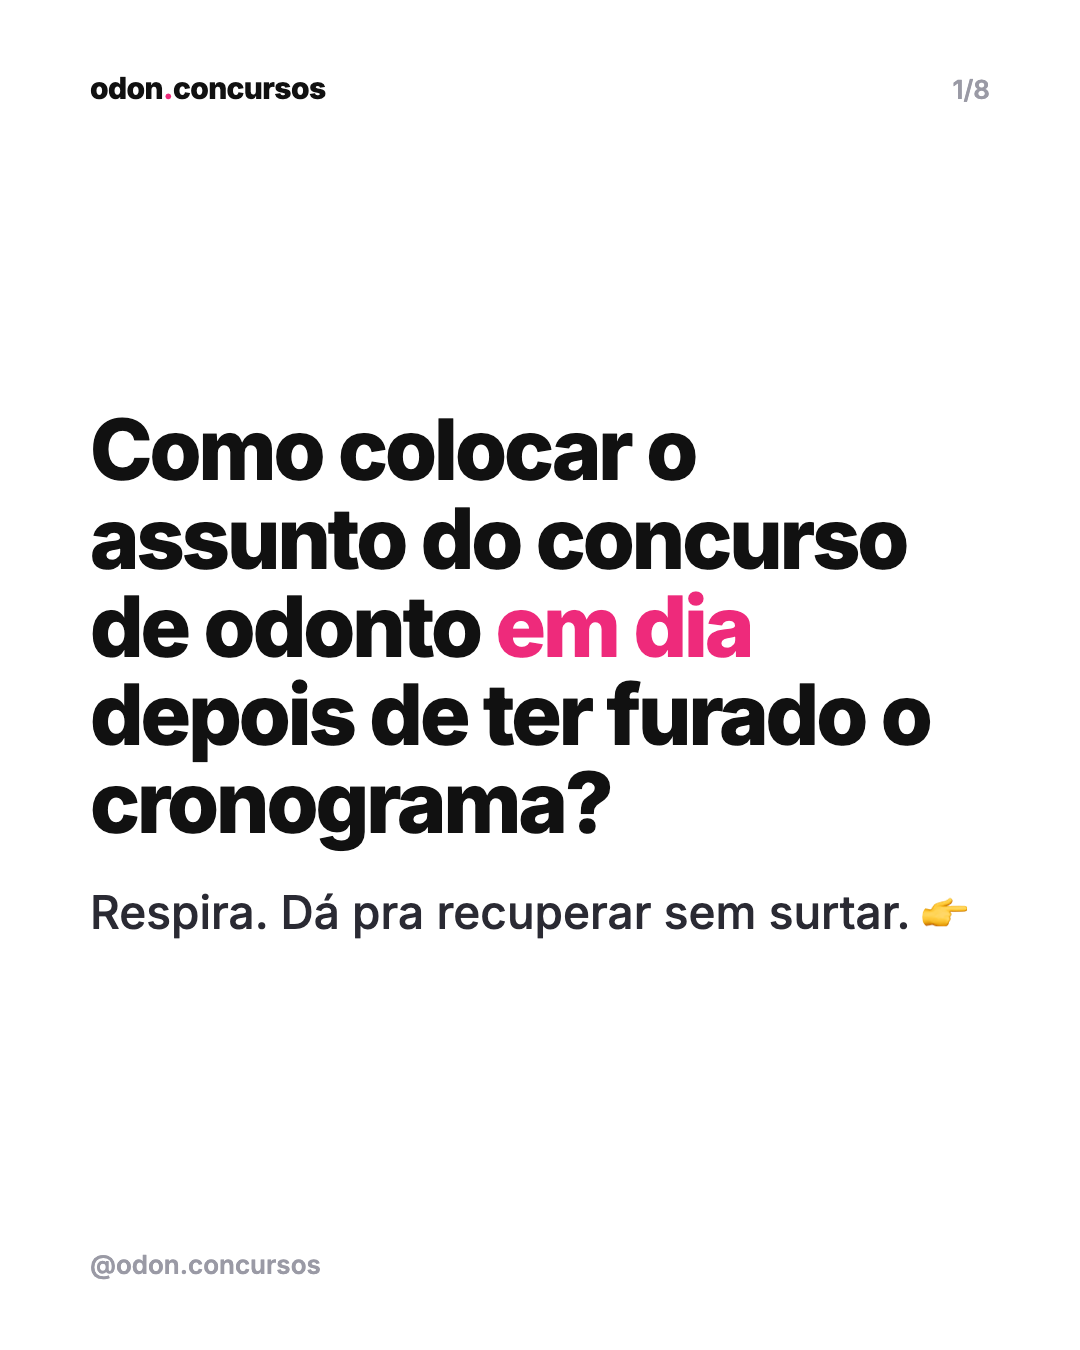 odon.concursos
1/8
Como colocar o
assunto do concurso
de odonto em dia
depois de ter furado o
cronograma?
Respira. Dá pra recuperar sem surtar. 👉
@odon.concursos